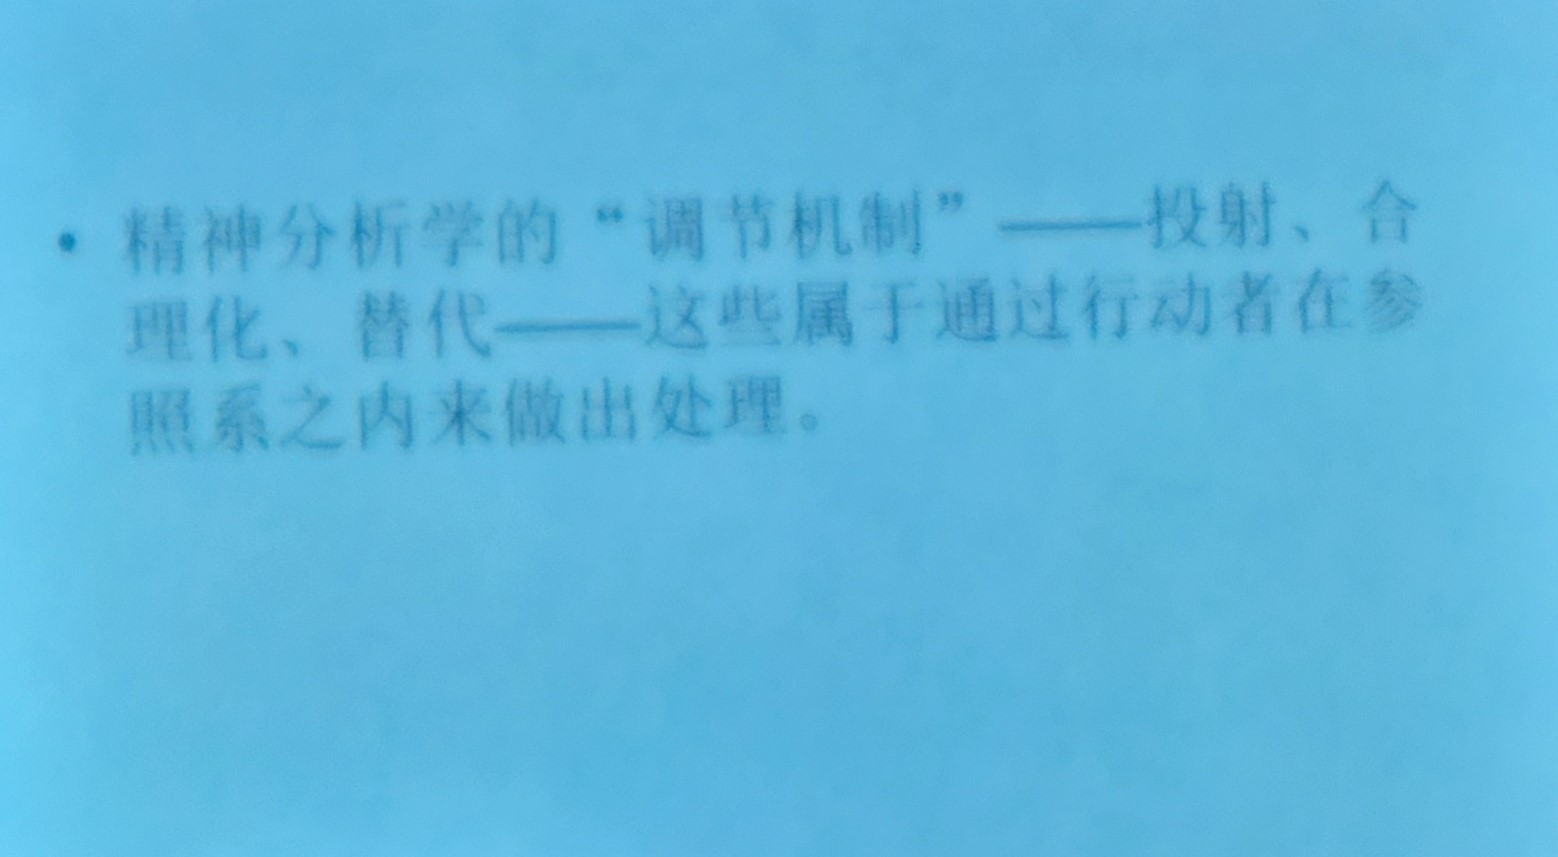 • 精神分析学的“调节机制”——投射、合
理化、替代——这些属于通过行动者在参
照系之内来做出处理。